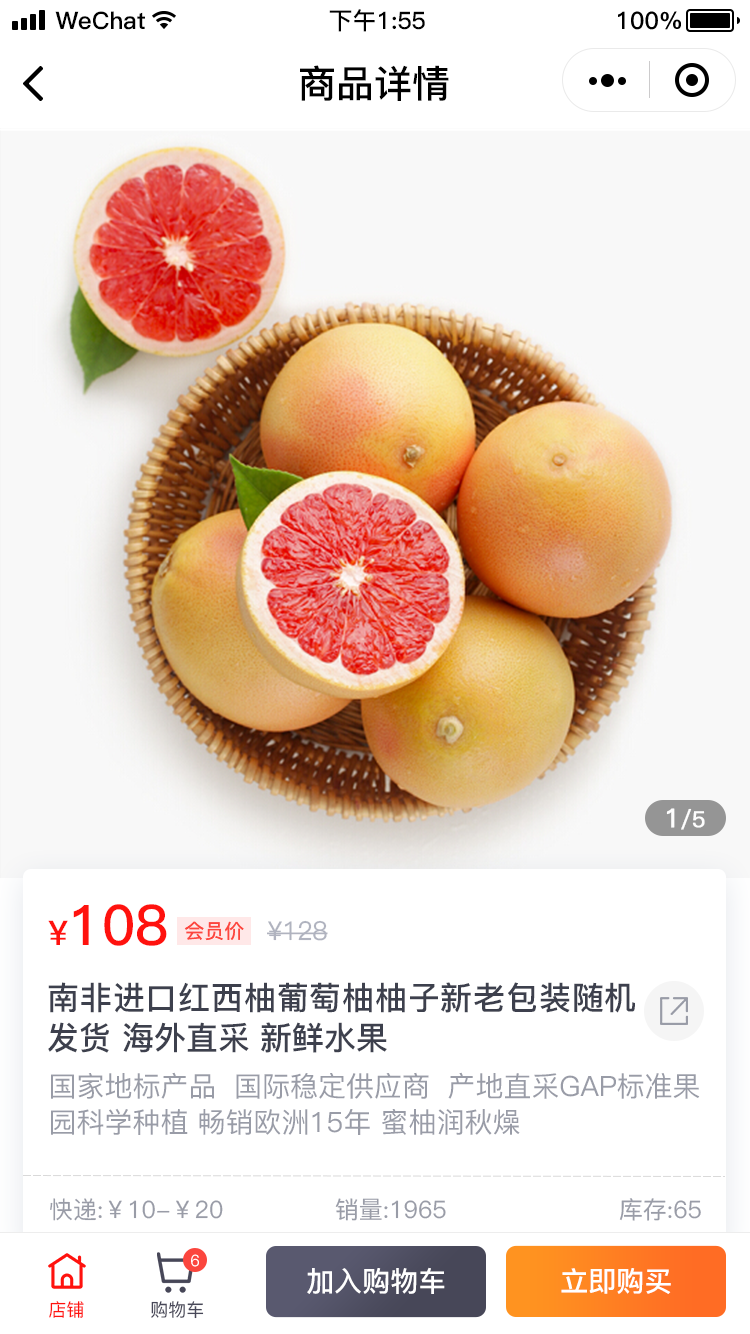 WeChat 下午1:55 100%
商品详情
1/5
¥108 会员价 ¥128
南非进口红西柚葡萄柚柚子新老包装随机
发货 海外直采 新鲜水果
国家地标产品 国际稳定供应商 产地直采GAP标准果
园科学种植 畅销欧洲15年 蜜柚润秋燥
快递:¥10-¥20 销量:1965 库存:65
6
店铺 购物车 加入购物车 立即购买